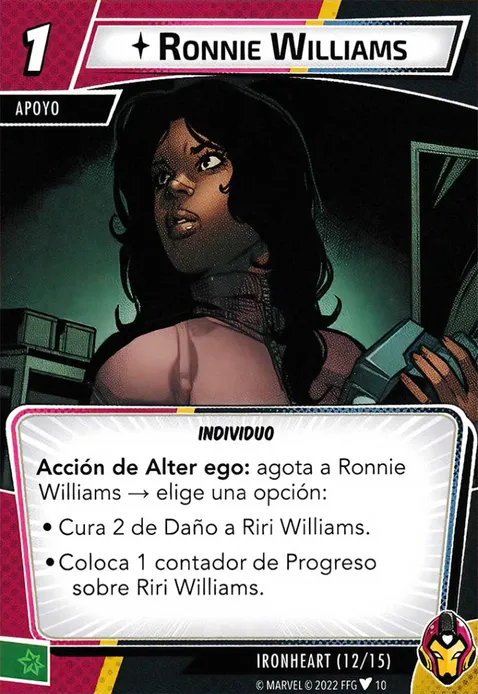 1
RONNIE WILLIAMS
APOYO
INDIVIDUO
Acción de Alter ego: agota a Ronnie
Williams → elige una opción:
• Cura 2 de Daño a Riri Williams.
• Coloca 1 contador de Progreso
sobre Riri Williams.
IRONHEART (12/15)
© MARVEL © 2022 FFG 10